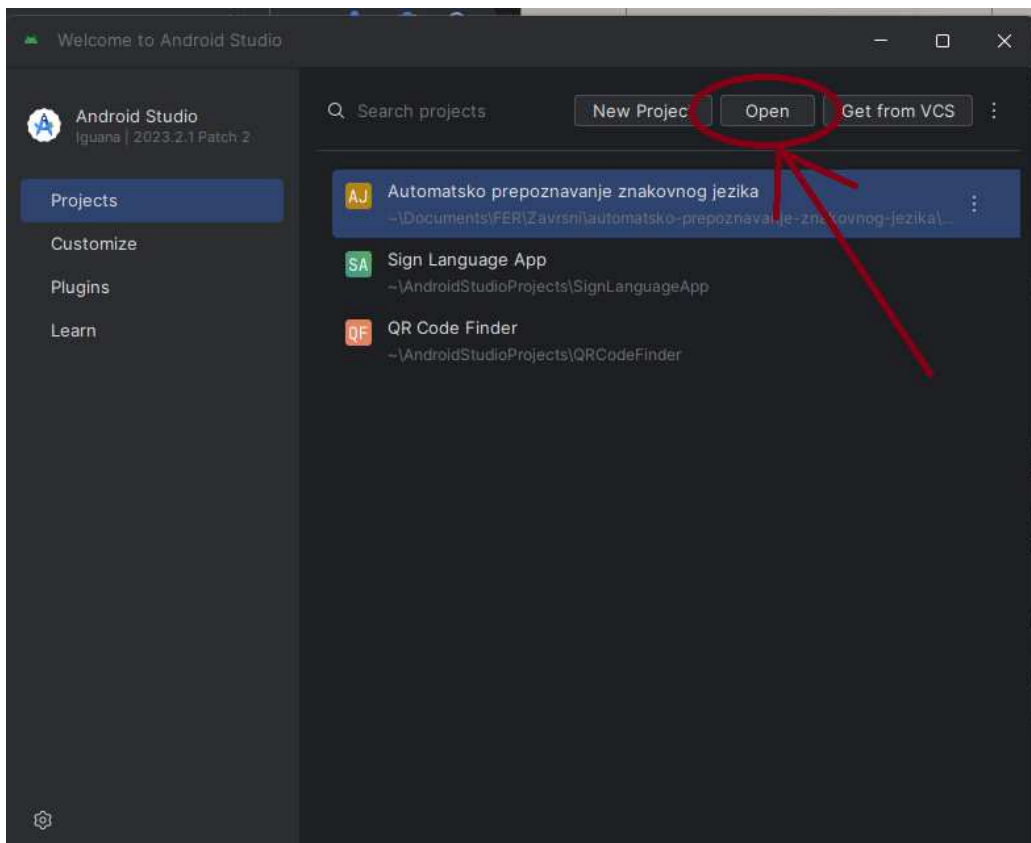 Welcome to Android Studio
Android Studio
Iguana | 2023.2.1 Patch 2
Search projects
New Project
Open
Get from VCS
Projects
Customize
Plugins
Learn
AJ
Automatsko prepoznavanje znakovnog jezika
~\Documents\FER\Zavrsni\automatsko-prepoznavanje-znakovnog-jezika\...
SA
Sign Language App
~\AndroidStudioProjects\SignLanguageApp
QF
QR Code Finder
~\AndroidStudioProjects\QRCodeFinder